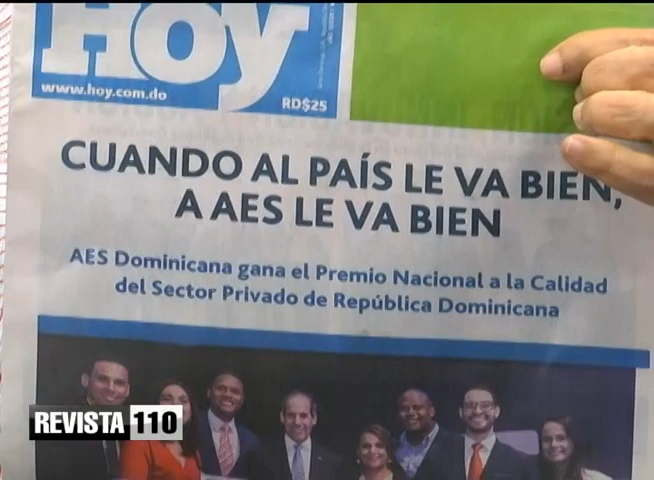 Hoy
www.hoy.com.do
RD$25
CUANDO AL PAÍS LE VA BIEN,
A AES LE VA BIEN
AES Dominicana gana el Premio Nacional a la Calidad
del Sector Privado de República Dominicana
REVISTA 110